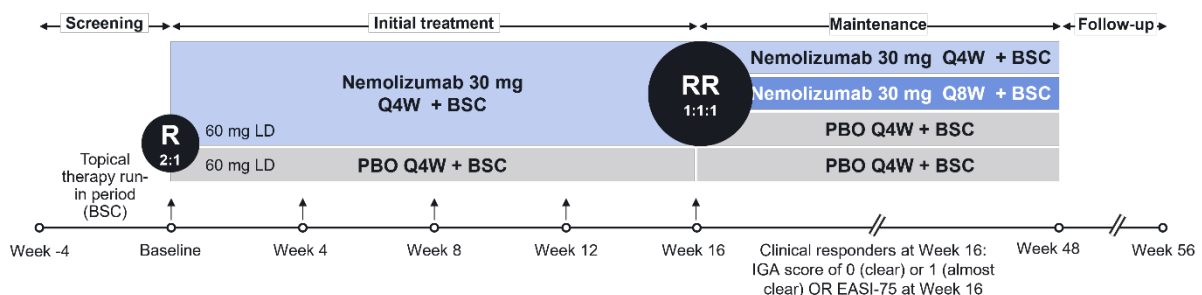 Screening
Initial treatment
Maintenance
Follow-up
Nemolizumab 30 mg
Q4W + BSC
R
2:1
60 mg LD
60 mg LD
PBO Q4W + BSC
RR
1:1:1
Nemolizumab 30 mg Q4W + BSC
Nemolizumab 30 mg Q8W + BSC
PBO Q4W + BSC
PBO Q4W + BSC
Topical
therapy run-
in period
(BSC)
Week -4
Baseline
Week 4
Week 8
Week 12
Week 16
Clinical responders at Week 16:
IGA score of 0 (clear) or 1 (almost
clear) OR EASI-75 at Week 16
Week 48
Week 56